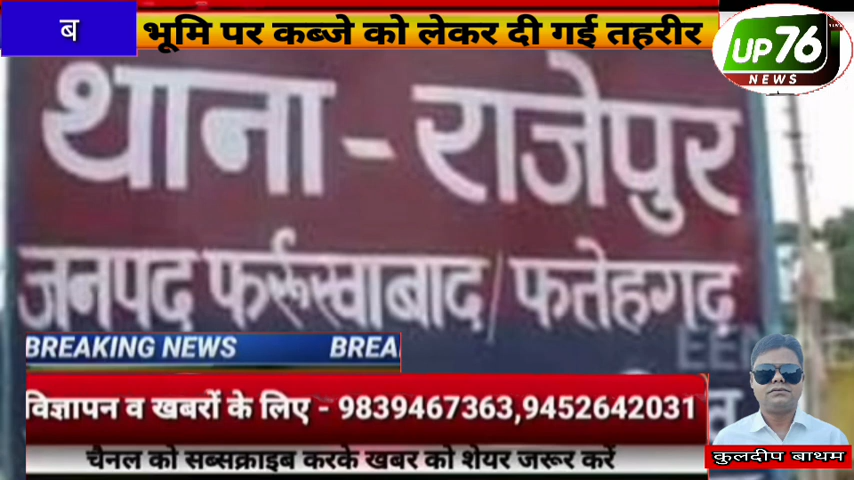 ब
भूमि पर कब्जे को लेकर दी गई तहरीर
UP76
NEWS
थाना-राजेपुर
जनपद फर्रूखाबाद/फतेहगढ़
BREAKING NEWS BREA
विज्ञापन व खबरों के लिए - 9839467363,9452642031
चैनल को सब्सक्राइब करके खबर को शेयर जरूर करें
कुलदीप बाथम